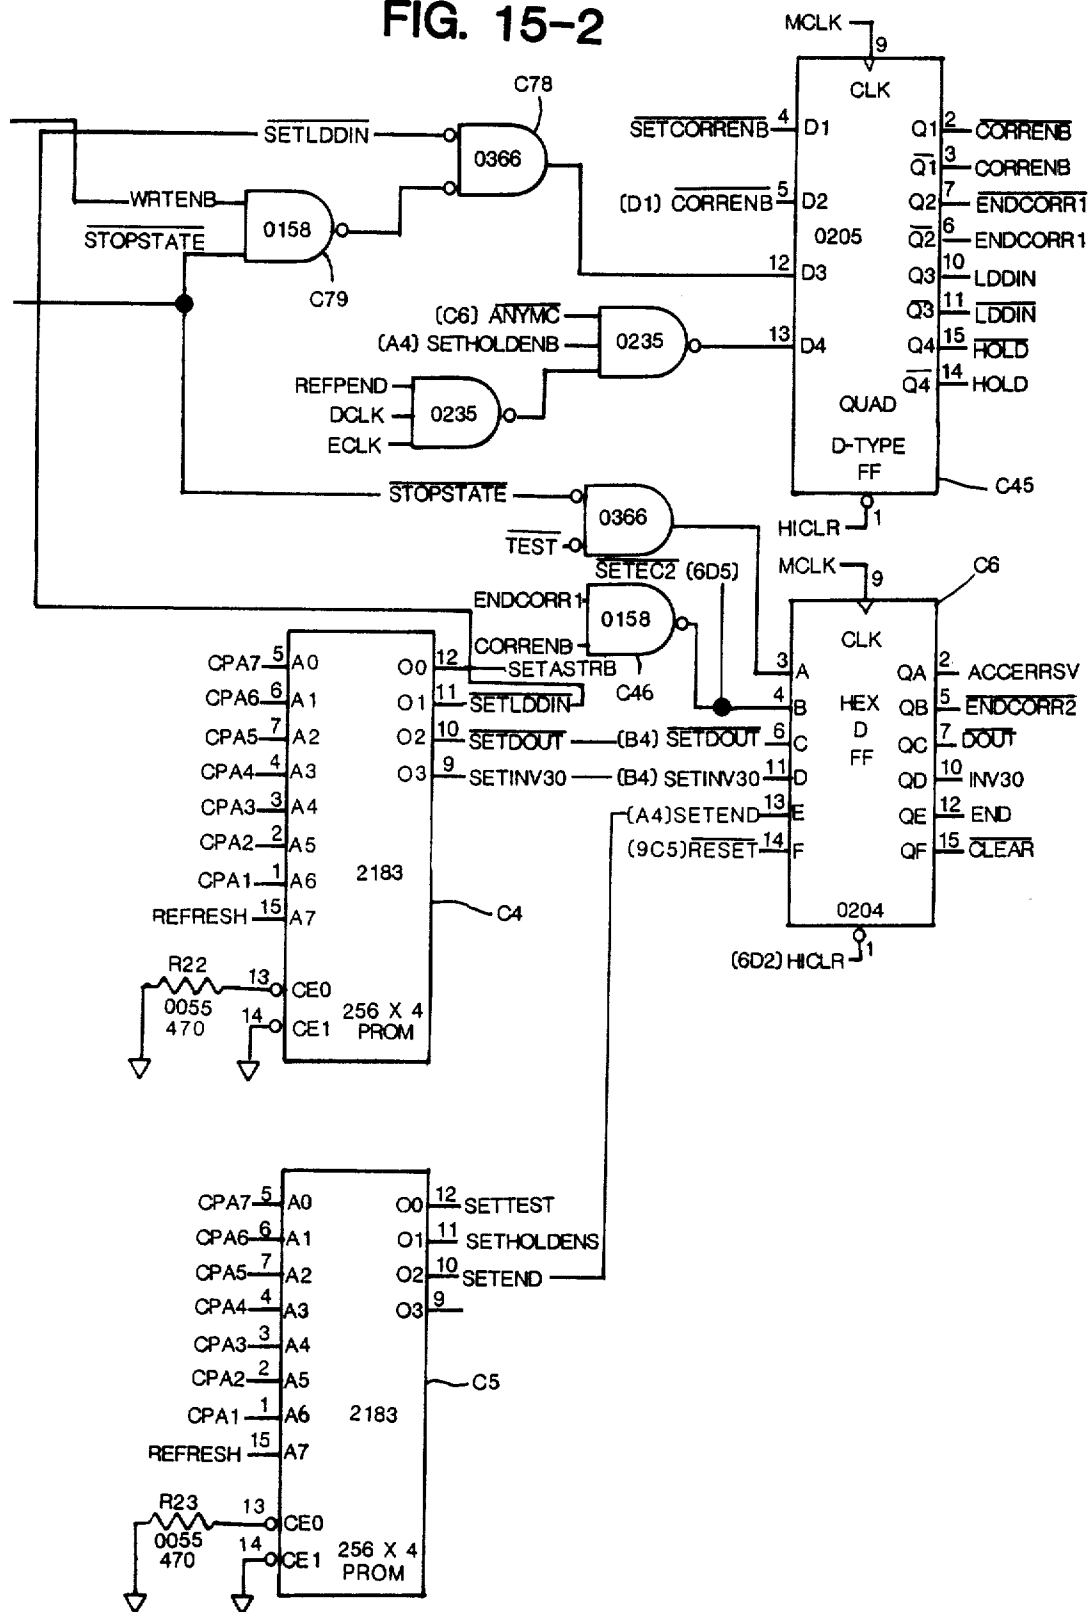 FIG. 15-2
MCLK
9
CLK
C78
SETLDDIN
0366
WRTENB
STOPSTATE
0158
C79
SETCORRENB 4 D1
(D1) CORRENB 5 D2
0205
12 D3
13 D4
Q1 2 CORRENB
Q1 3 CORRENB
Q2 7 ENDCORR1
Q2 6 ENDCORR1
Q3 10 LDDIN
Q3 11 LDDIN
Q4 15 HOLD
Q4 14 HOLD
QUAD
D-TYPE
FF
C45
HICLR 1
(C6) ANYMC
(A4) SETHOLDENB
0235
REFPEND
DCLK
ECLK
0235
STOPSTATE
TEST
0366
SETEC2 (6D5)
ENDCORR1
CORRENB
0158
C46
MCLK
9
C6
CLK
HEX
D
FF
3 A
4 B
(B4) SETDOUT 6 C
(B4) SETINV30 11 D
(A4) SETEND 13 E
(9C5) RESET 14 F
QA 2 ACCERRSV
QB 5 ENDCORR2
QC 7 DOUT
QD 10 INV30
QE 12 END
QF 15 CLEAR
0204
(6D2) HICLR 1
CPA7 5 A0
CPA6 6 A1
CPA5 7 A2
CPA4 4 A3
CPA3 3 A4
CPA2 2 A5
CPA1 1 A6
REFRESH 15 A7
O0 12 SETASTRB
O1 11 SETLDDIN
O2 10 SETDOUT
O3 9 SETINV30
2183
C4
R22
0055
470
13 CE0
14 CE1
256 X 4
PROM
CPA7 5 A0
CPA6 6 A1
CPA5 7 A2
CPA4 4 A3
CPA3 3 A4
CPA2 2 A5
CPA1 1 A6
REFRESH 15 A7
O0 12 SETTEST
O1 11 SETHOLDENS
O2 10 SETEND
O3 9
2183
C5
R23
0055
470
13 CE0
14 CE1
256 X 4
PROM